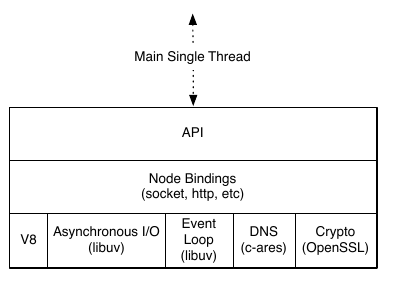 Main Single Thread
API
Node Bindings
(socket, http, etc)
V8
Asynchronous I/O
(libuv)
Event
Loop
(libuv)
DNS
(c-ares)
Crypto
(OpenSSL)